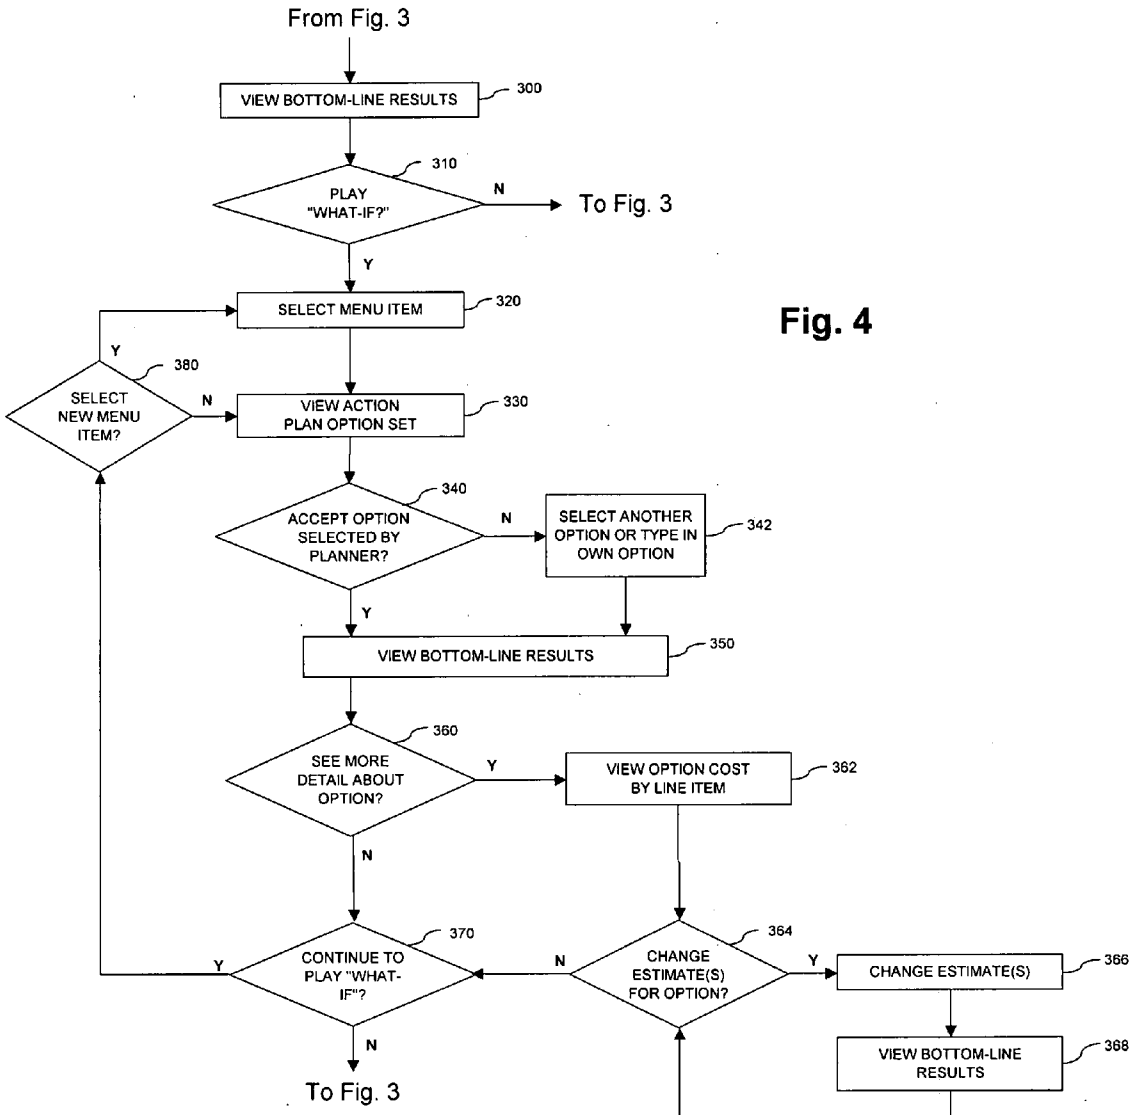 From Fig. 3
VIEW BOTTOM-LINE RESULTS
300
310
PLAY
"WHAT-IF?"
N
To Fig. 3
Y
SELECT MENU ITEM
320
Fig. 4
Y
380
SELECT
NEW MENU
ITEM?
N
VIEW ACTION
PLAN OPTION SET
330
340
ACCEPT OPTION
SELECTED BY
PLANNER?
N
SELECT ANOTHER
OPTION OR TYPE IN
OWN OPTION
342
Y
VIEW BOTTOM-LINE RESULTS
350
360
SEE MORE
DETAIL ABOUT
OPTION?
Y
VIEW OPTION COST
BY LINE ITEM
362
N
370
CONTINUE TO
PLAY "WHAT-
IF"?
Y
N
364
CHANGE
ESTIMATE(S)
FOR OPTION?
N
Y
CHANGE ESTIMATE(S)
366
VIEW BOTTOM-LINE
RESULTS
368
To Fig. 3